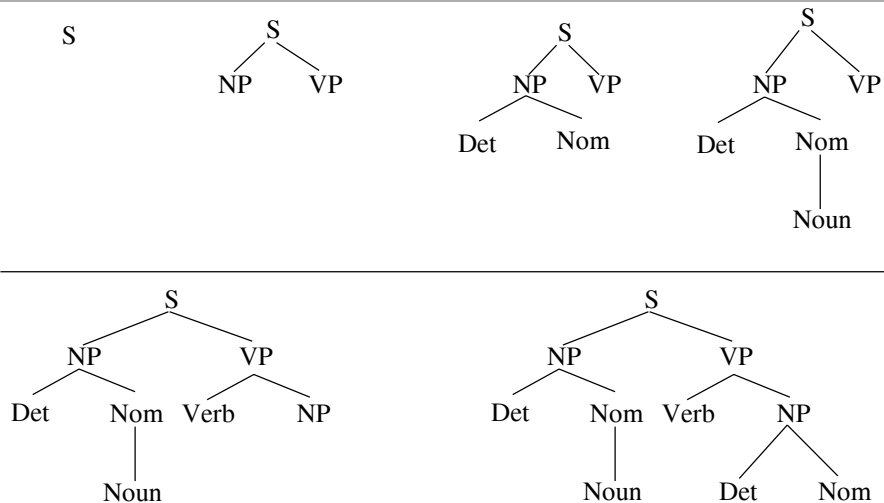 S S S S
NP VP NP VP NP VP
Det Nom Det Nom
Noun
S S
NP VP NP VP
Det Nom Verb NP Det Nom Verb NP
Noun Noun Det Nom